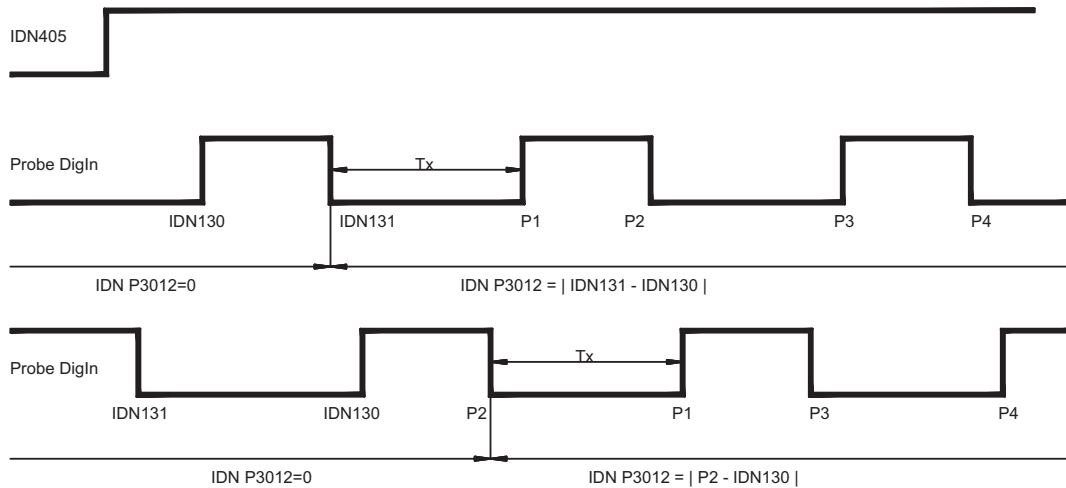 IDN405
Probe DigIn
Tx
IDN130
IDN131
P1
P2
P3
P4
IDN P3012=0
IDN P3012 = | IDN131 - IDN130 |
Probe DigIn
Tx
IDN131
IDN130
P2
P1
P3
P4
IDN P3012=0
IDN P3012 = | P2 - IDN130 |